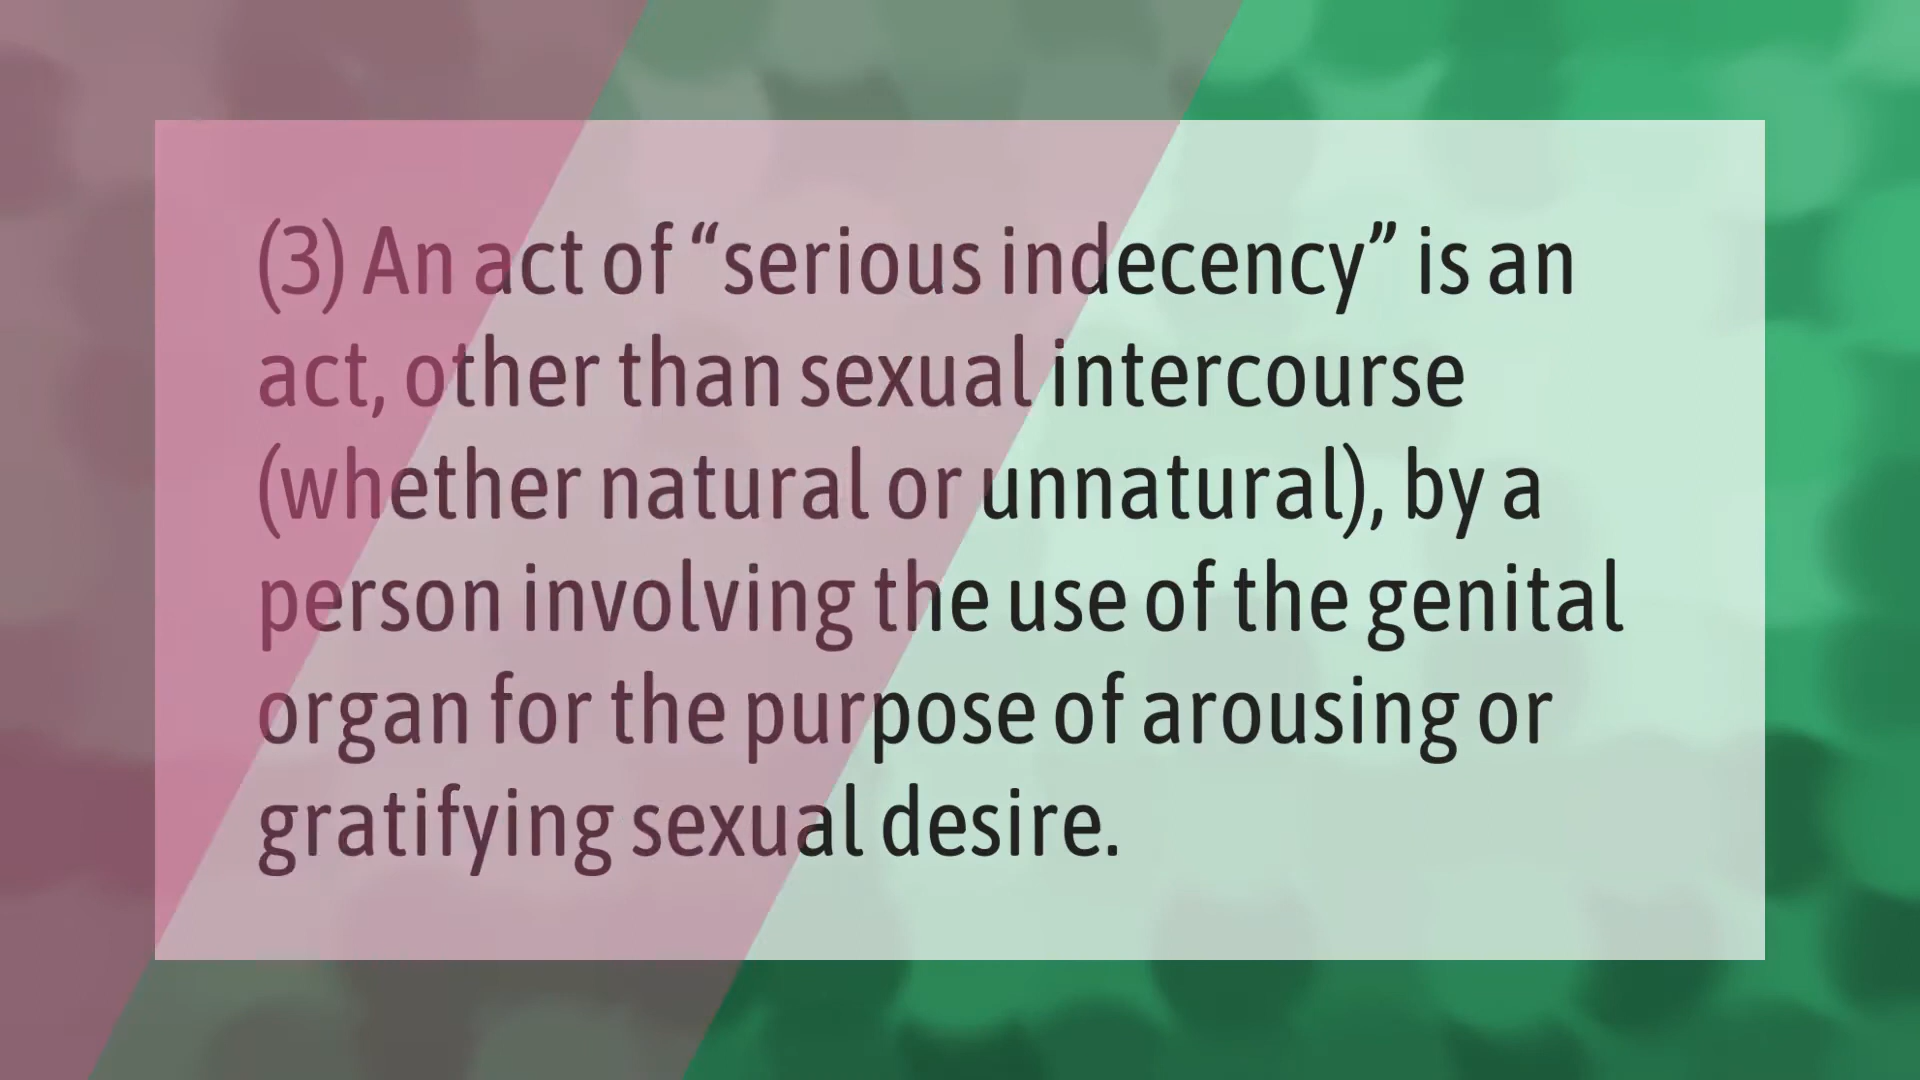 (3) An act of “serious indecency” is an
act, other than sexual intercourse
(whether natural or unnatural), by a
person involving the use of the genital
organ for the purpose of arousing or
gratifying sexual desire.